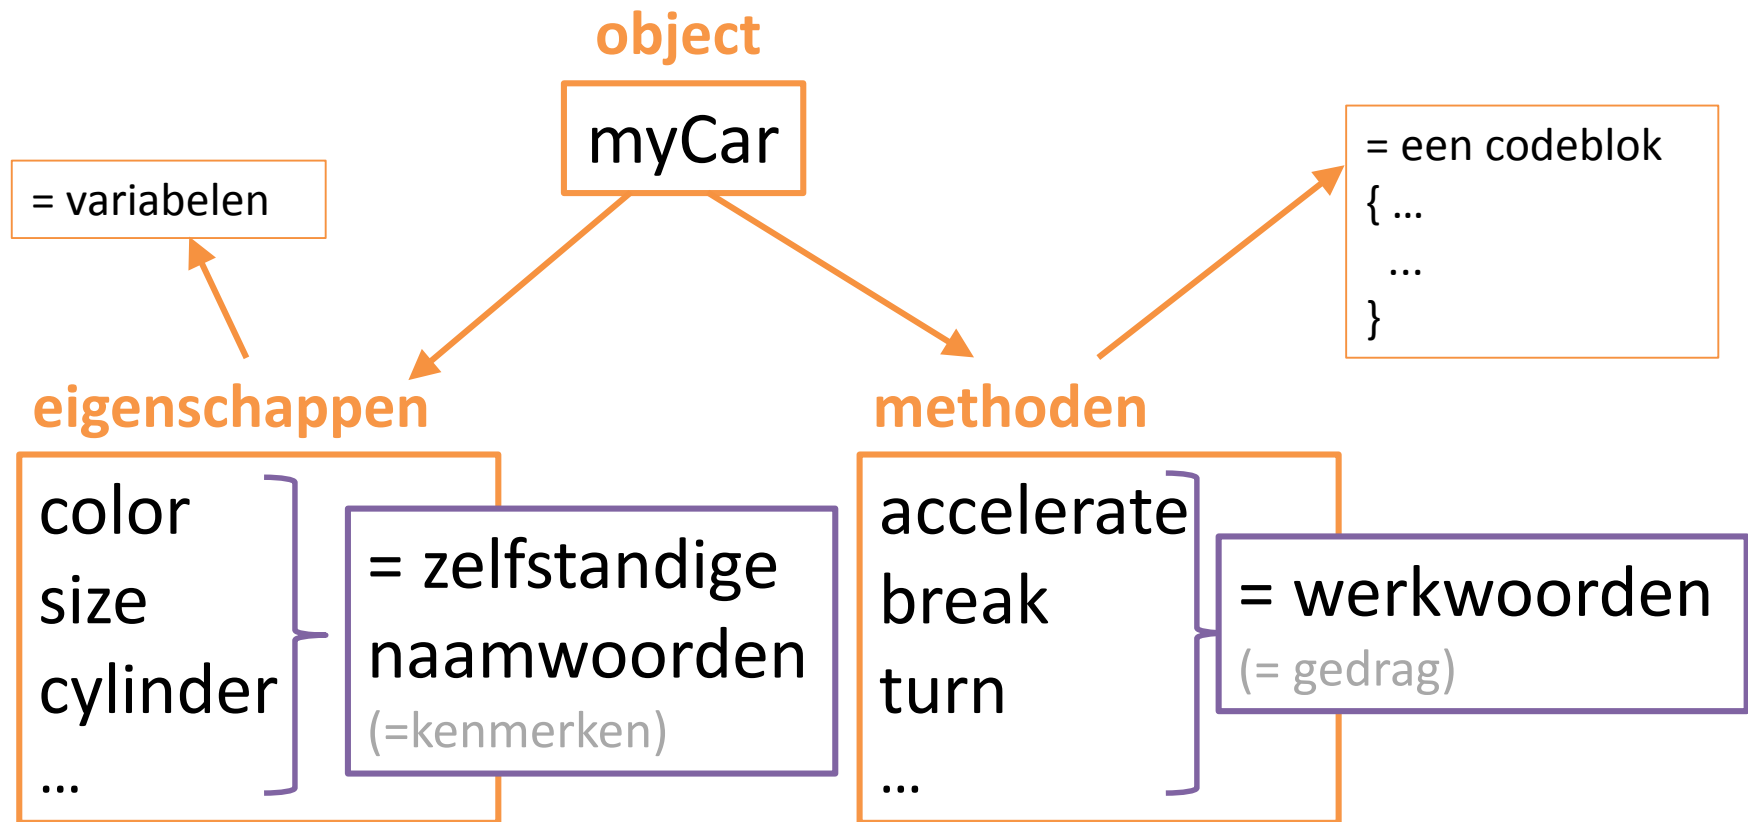 object
myCar
= variabelen
= een codeblok
{ ...
...
}
eigenschappen
color
size
cylinder
...
= zelfstandige
naamwoorden
(=kenmerken)
methoden
accelerate
break
turn
...
= werkwoorden
(= gedrag)